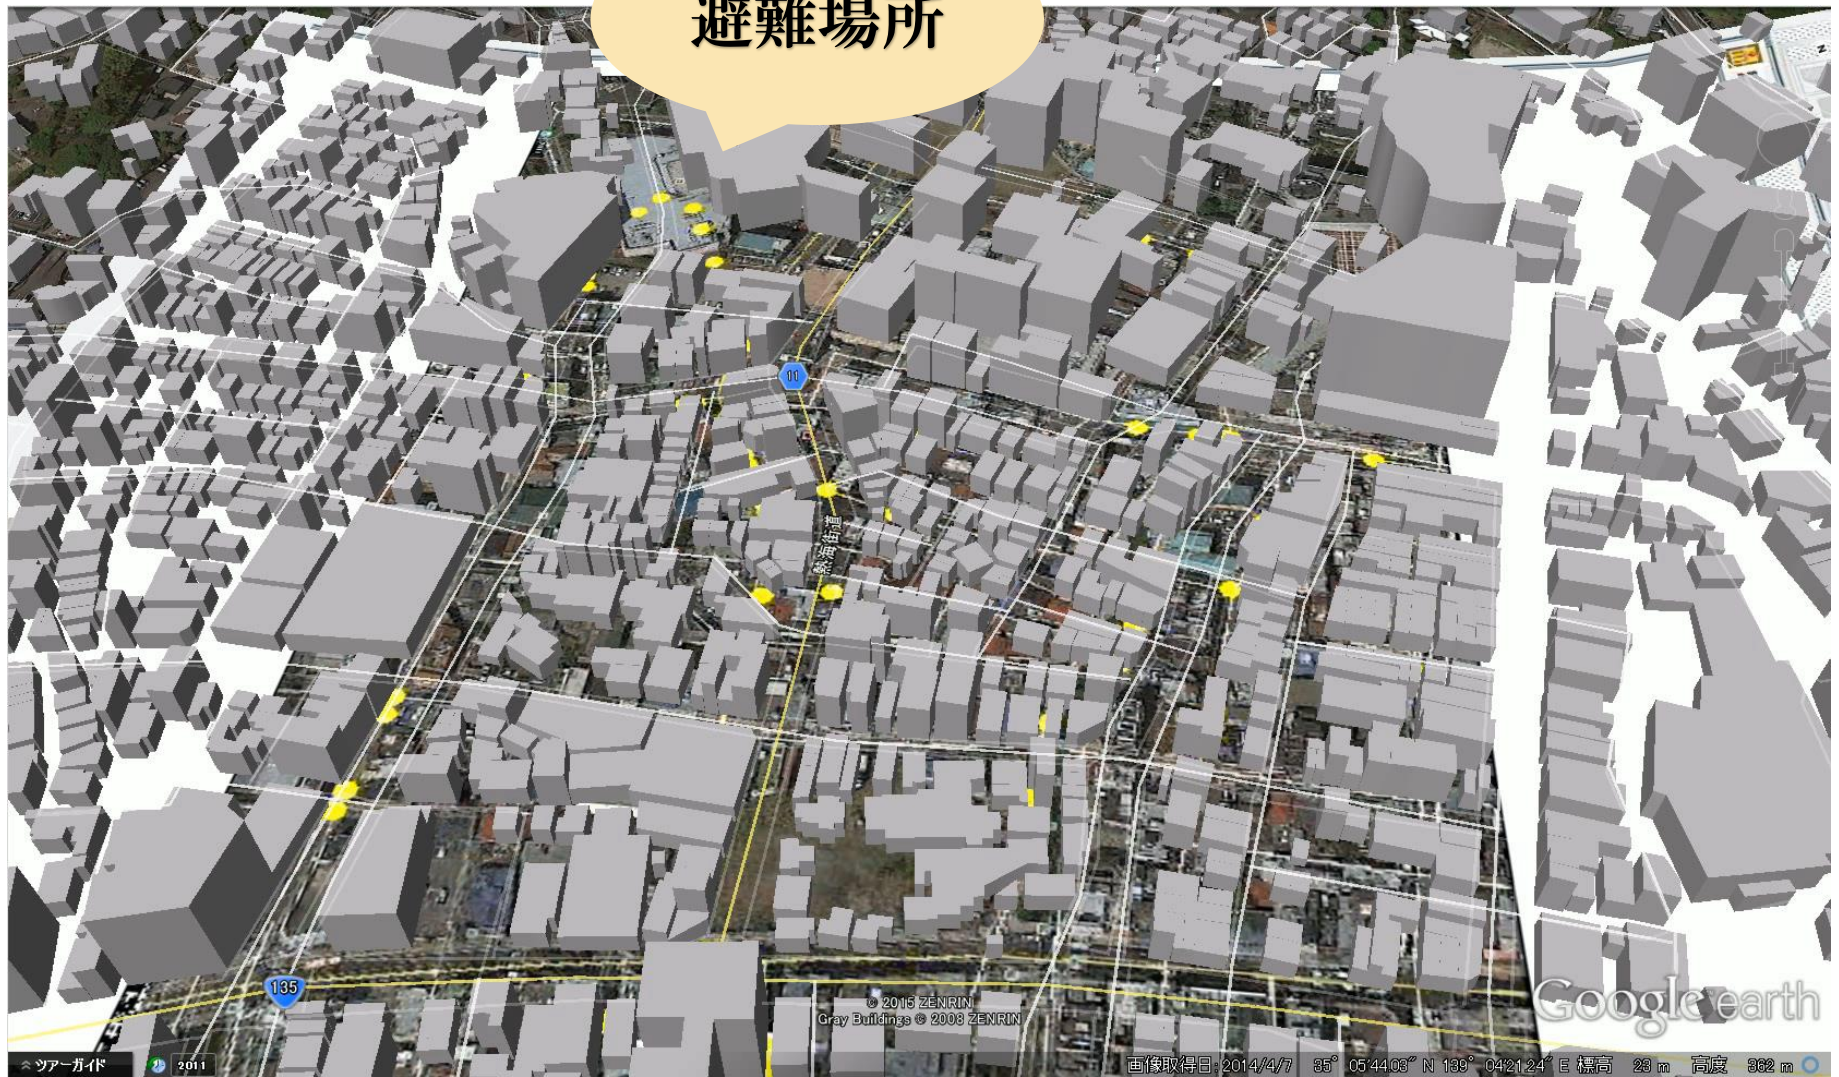 避難場所
11
熱海街道
135
© 2015 ZENRIN
Gray Buildings © 2008 ZENRIN
Google earth
ツアーガイド
2011
画像取得日: 2014/4/7 35° 05'44.03" N 139° 04'21.24" E 標高 23 m 高度 362 m